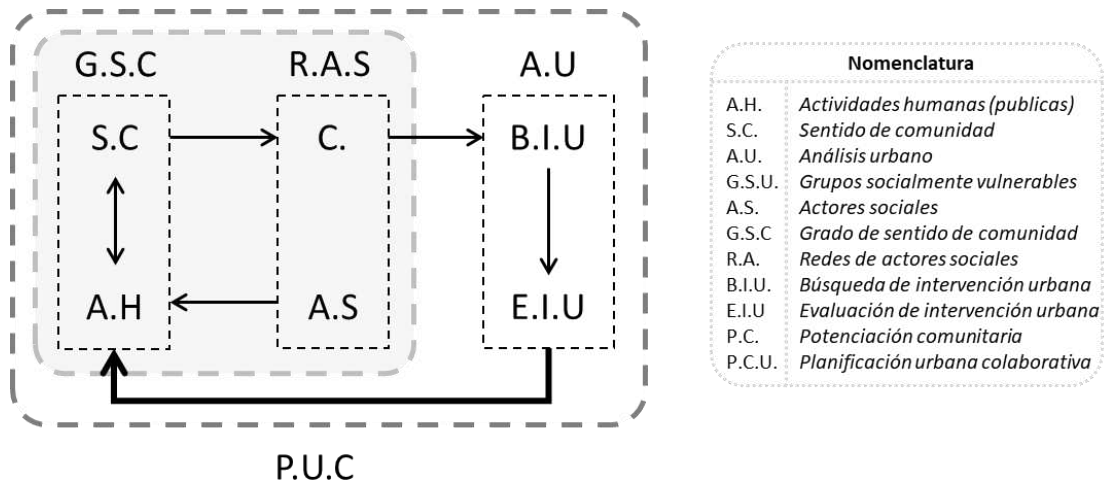 G.S.C R.A.S A.U
S.C C. B.I.U
A.H A.S E.I.U
P.U.C
Nomenclatura
A.H. Actividades humanas (publicas)
S.C. Sentido de comunidad
A.U. Análisis urbano
G.S.U. Grupos socialmente vulnerables
A.S. Actores sociales
G.S.C Grado de sentido de comunidad
R.A. Redes de actores sociales
B.I.U. Búsqueda de intervención urbana
E.I.U Evaluación de intervención urbana
P.C. Potenciación comunitaria
P.C.U. Planificación urbana colaborativa